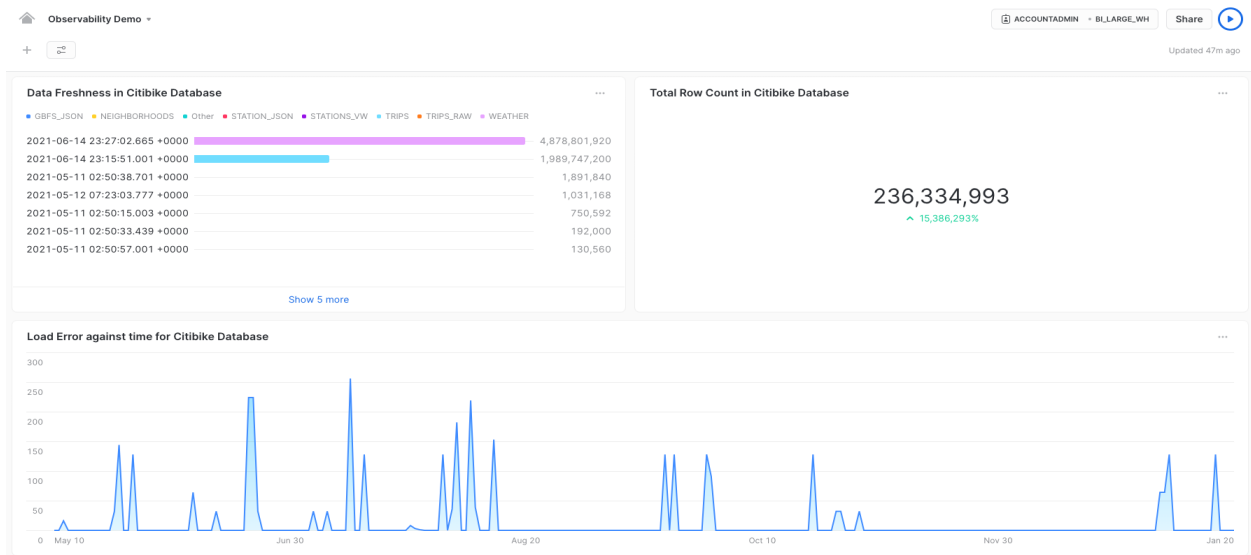 Observability Demo
ACCOUNTADMIN • BI_LARGE_WH
Share
Updated 47m ago
Data Freshness in Citibike Database
GBFS_JSON NEIGHBORHOODS Other STATION_JSON STATIONS_VW TRIPS TRIPS_RAW WEATHER
2021-06-14 23:27:02.665 +0000 4,878,801,920
2021-06-14 23:15:51.001 +0000 1,989,747,200
2021-05-11 02:50:38.701 +0000 1,891,840
2021-05-12 07:23:03.777 +0000 1,031,168
2021-05-11 02:50:15.003 +0000 750,592
2021-05-11 02:50:33.439 +0000 192,000
2021-05-11 02:50:57.001 +0000 130,560
Show 5 more
Total Row Count in Citibike Database
236,334,993
15,386,293%
Load Error against time for Citibike Database
300
250
200
150
100
50
0
May 10 Jun 30 Aug 20 Oct 10 Nov 30 Jan 20